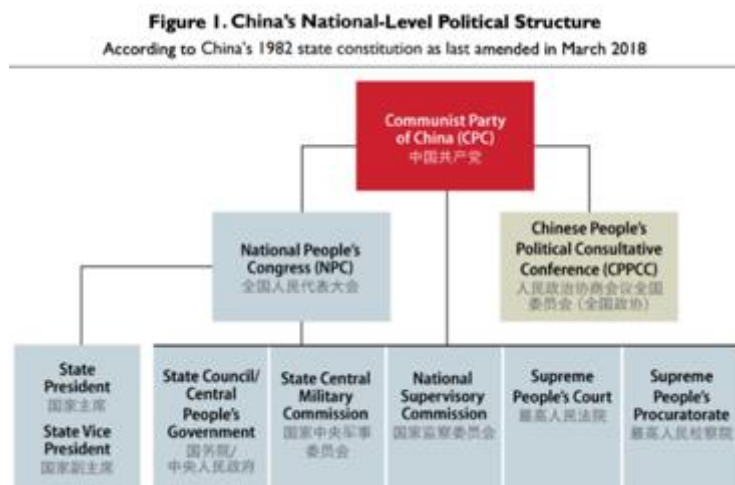 Figure 1. China's National-Level Political Structure
According to China's 1982 state constitution as last amended in March 2018
Communist Party
of China (CPC)
中国共产党
National People's
Congress (NPC)
全国人民代表大会
Chinese People's
Political Consultative
Conference (CPPCC)
人民政治协商会议全国
委员会(全国政协)
State
President
国家主席
State Vice
President
国家副主席
State Council/
Central
People's
Government
国务院/
中央人民政府
State Central
Military
Commission
国家中央军事
委员会
National
Supervisory
Commission
国家监察委员会
Supreme
People's Court
最高人民法院
Supreme
People's
Procuratorate
最高人民检察院